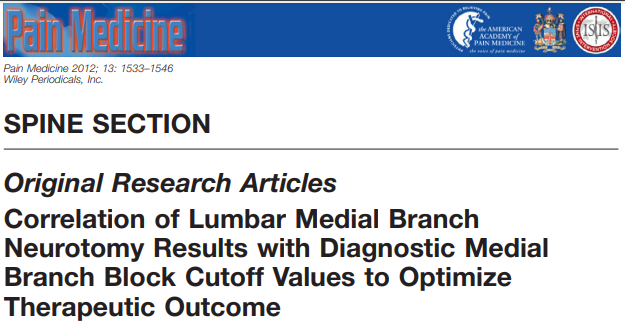 Pain Medicine
the AMERICAN
ACADEMY of
PAIN MEDICINE
the voice of pain medicine
ISIS
Pain Medicine 2012; 13: 1533–1546
Wiley Periodicals, Inc.
SPINE SECTION
Original Research Articles
Correlation of Lumbar Medial Branch
Neurotomy Results with Diagnostic Medial
Branch Block Cutoff Values to Optimize
Therapeutic Outcome